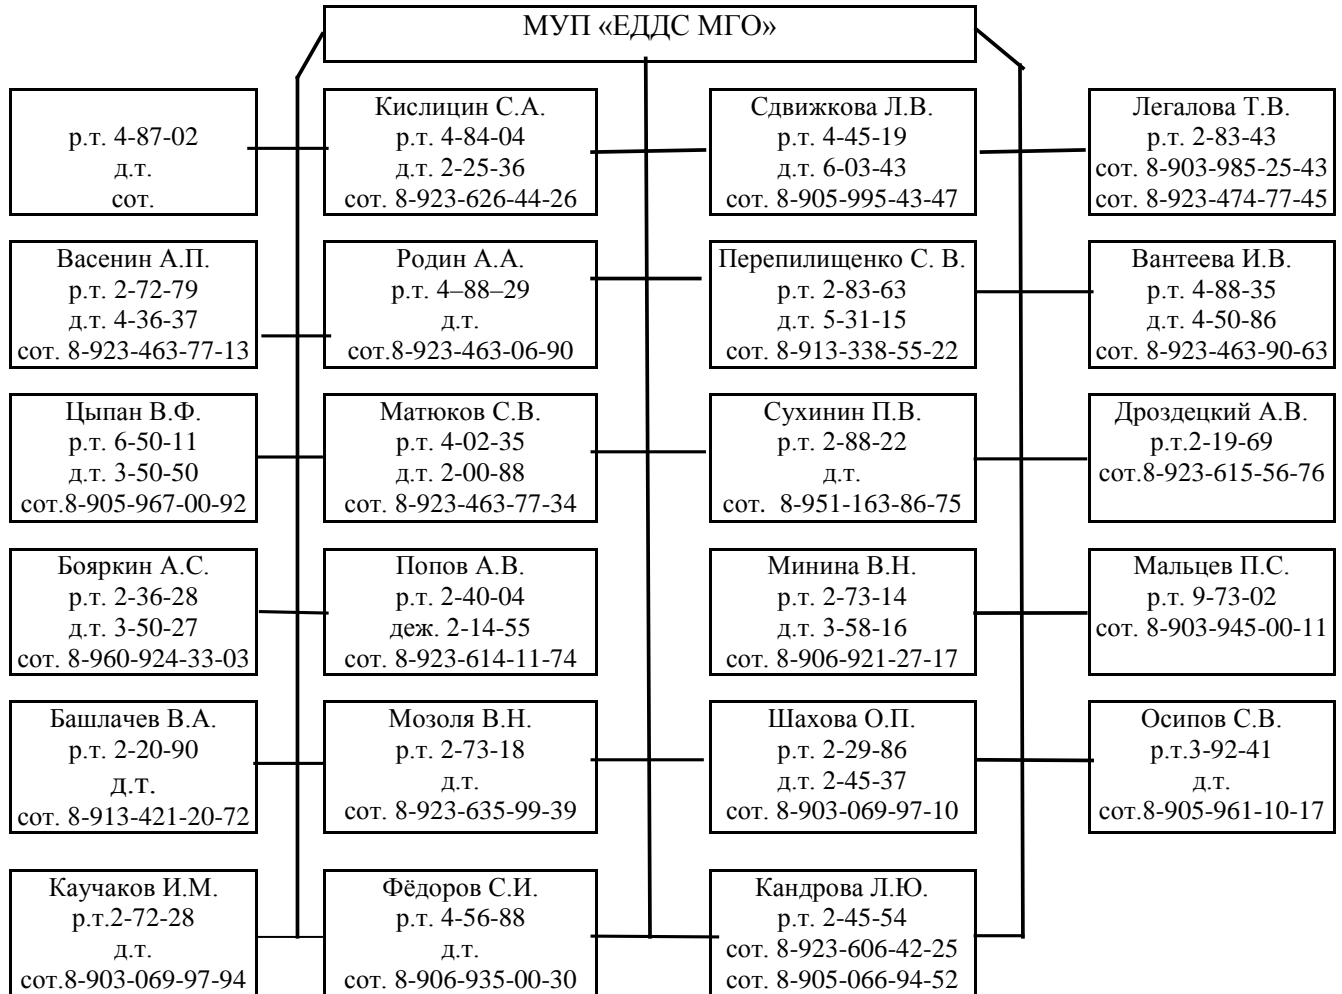 МУП «ЕДДС МГО»
р.т. 4-87-02
д.т.
сот.
Кислицин С.А.
р.т. 4-84-04
д.т. 2-25-36
сот. 8-923-626-44-26
Сдвижкова Л.В.
р.т. 4-45-19
д.т. 6-03-43
сот. 8-905-995-43-47
Легалова Т.В.
р.т. 2-83-43
сот. 8-903-985-25-43
сот. 8-923-474-77-45
Васенин А.П.
р.т. 2-72-79
д.т. 4-36-37
сот. 8-923-463-77-13
Родин А.А.
р.т. 4–88–29
д.т.
сот.8-923-463-06-90
Перепилищенко С. В.
р.т. 2-83-63
д.т. 5-31-15
сот. 8-913-338-55-22
Вантеева И.В.
р.т. 4-88-35
д.т. 4-50-86
сот. 8-923-463-90-63
Цыпан В.Ф.
р.т. 6-50-11
д.т. 3-50-50
сот.8-905-967-00-92
Матюков С.В.
р.т. 4-02-35
д.т. 2-00-88
сот. 8-923-463-77-34
Сухинин П.В.
р.т. 2-88-22
д.т.
сот. 8-951-163-86-75
Дроздецкий А.В.
р.т.2-19-69
сот.8-923-615-56-76
Бояркин А.С.
р.т. 2-36-28
д.т. 3-50-27
сот. 8-960-924-33-03
Попов А.В.
р.т. 2-40-04
деж. 2-14-55
сот. 8-923-614-11-74
Минина В.Н.
р.т. 2-73-14
д.т. 3-58-16
сот. 8-906-921-27-17
Мальцев П.С.
р.т. 9-73-02
сот. 8-903-945-00-11
Башлачев В.А.
р.т. 2-20-90
д.т.
сот. 8-913-421-20-72
Мозоля В.Н.
р.т. 2-73-18
д.т.
сот. 8-923-635-99-39
Шахова О.П.
р.т. 2-29-86
д.т. 2-45-37
сот. 8-903-069-97-10
Осипов С.В.
р.т.3-92-41
д.т.
сот.8-905-961-10-17
Каучаков И.М.
р.т.2-72-28
д.т.
сот.8-903-069-97-94
Фёдоров С.И.
р.т. 4-56-88
д.т.
сот. 8-906-935-00-30
Кандрова Л.Ю.
р.т. 2-45-54
сот. 8-923-606-42-25
сот. 8-905-066-94-52